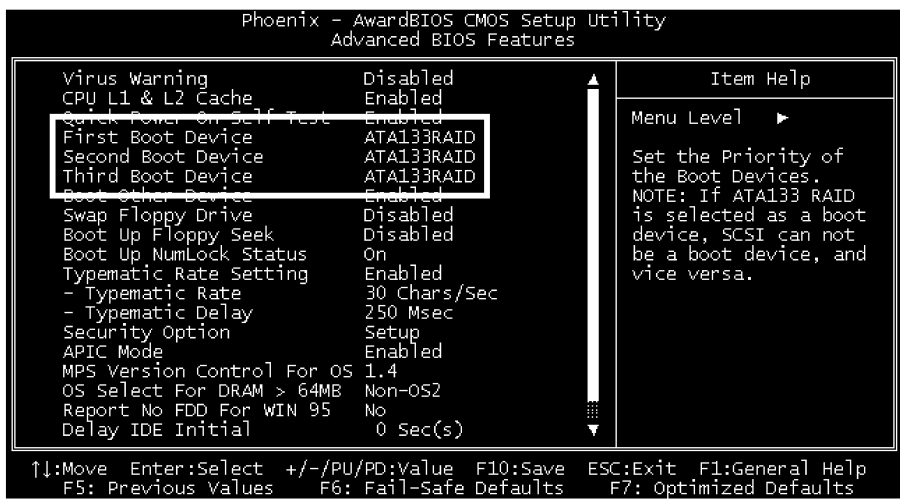 Phoenix - AwardBIOS CMOS Setup Utility
Advanced BIOS Features
Virus Warning Disabled
CPU L1 & L2 Cache Enabled
Quick Power On Self Test Enabled
First Boot Device ATA133RAID
Second Boot Device ATA133RAID
Third Boot Device ATA133RAID
Boot Other Device Enabled
Swap Floppy Drive Disabled
Boot Up Floppy Seek Disabled
Boot Up NumLock Status On
Typematic Rate Setting Enabled
- Typematic Rate 30 Chars/Sec
- Typematic Delay 250 Msec
Security Option Setup
APIC Mode Enabled
MPS Version Control For OS 1.4
OS Select For DRAM > 64MB Non-OS2
Report No FDD For WIN 95 No
Delay IDE Initial 0 Sec(s)
Item Help
Menu Level ▶
Set the Priority of
the Boot Devices.
NOTE: If ATA133 RAID
is selected as a boot
device, SCSI can not
be a boot device, and
vice versa.
↑↓:Move Enter:Select +/-/PU/PD:Value F10:Save ESC:Exit F1:General Help
F5: Previous Values F6: Fail-Safe Defaults F7: Optimized Defaults